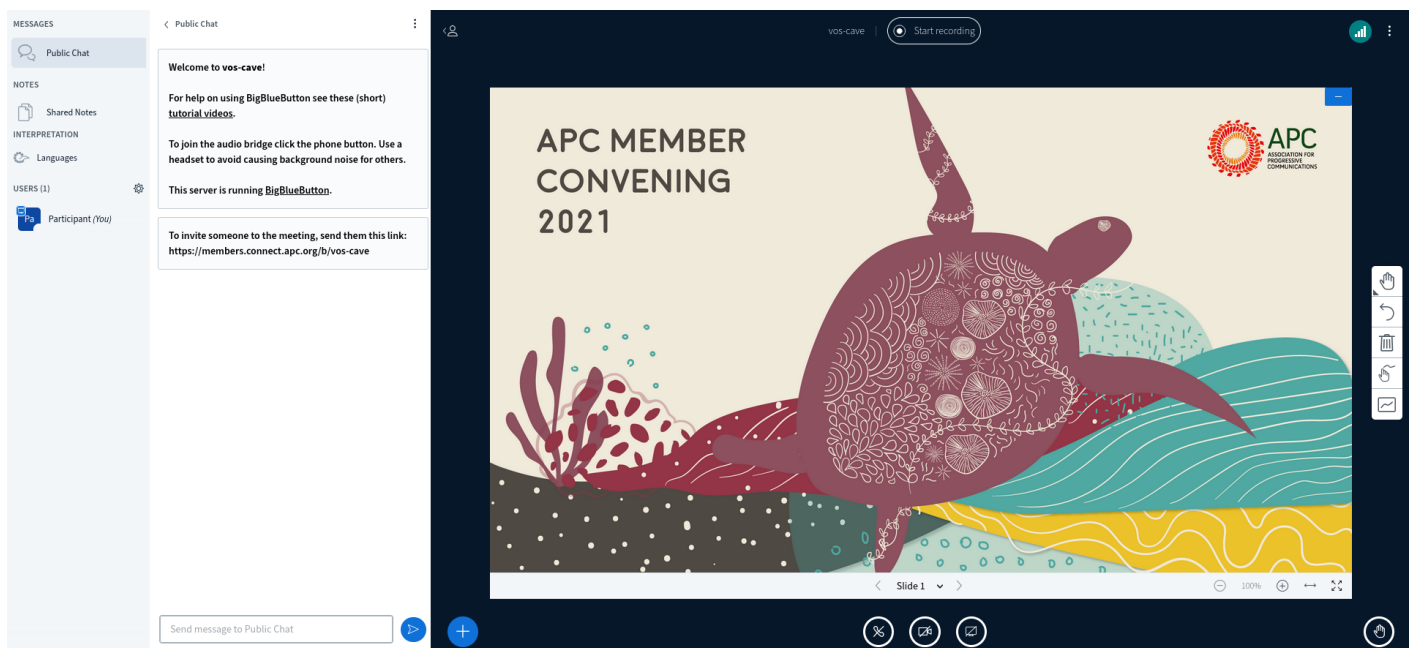 MESSAGES
Public Chat
NOTES
Shared Notes
INTERPRETATION
Languages
USERS (1)
Pa
Participant (You)
Public Chat
Welcome to vos-cave!
For help on using BigBlueButton see these (short)
tutorial videos.
To join the audio bridge click the phone button. Use a
headset to avoid causing background noise for others.
This server is running BigBlueButton.
To invite someone to the meeting, send them this link:
https://members.connect.apc.org/b/vos-cave
Send message to Public Chat
vos-cave
Start recording
APC MEMBER
CONVENING
2021
APC
ASSOCIATION FOR
PROGRESSIVE
COMMUNICATIONS
Slide 1
100%